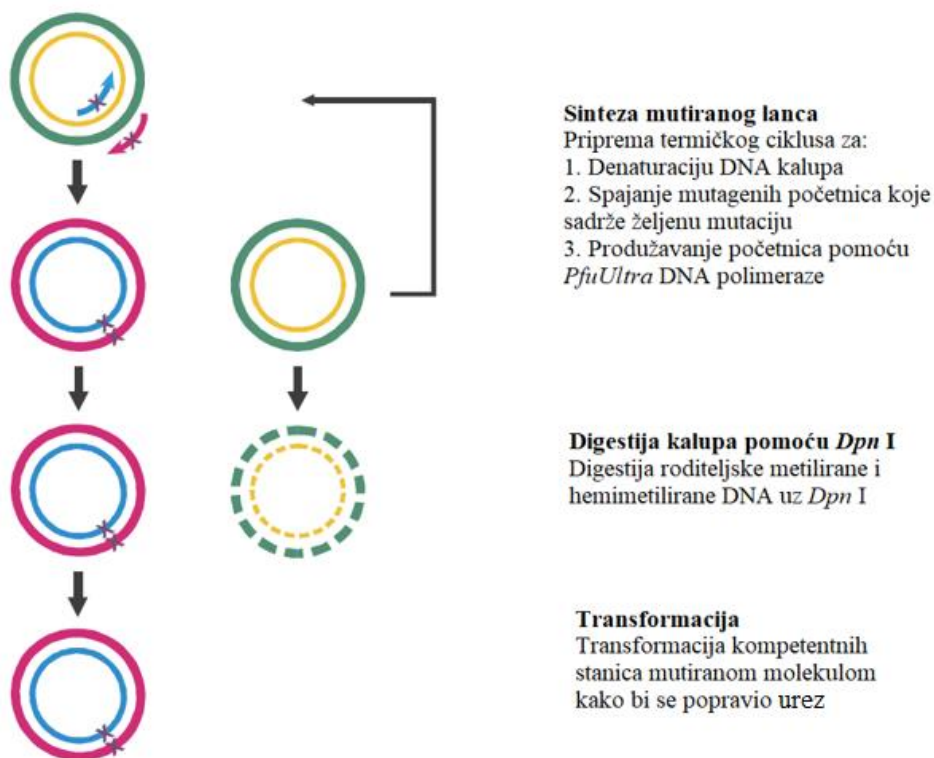 Sinteza mutiranog lanca
Priprema termičkog ciklusa za:
1. Denaturaciju DNA kalupa
2. Spajanje mutagenih početnica koje
sadrže željenu mutaciju
3. Produžavanje početnica pomoću
PfuUltra DNA polimeraze
Digestija kalupa pomoću Dpn I
Digestija roditeljske metilirane i
hemimetilirane DNA uz Dpn I
Transformacija
Transformacija kompetentnih
stanica mutiranom molekulom
kako bi se popravio urez